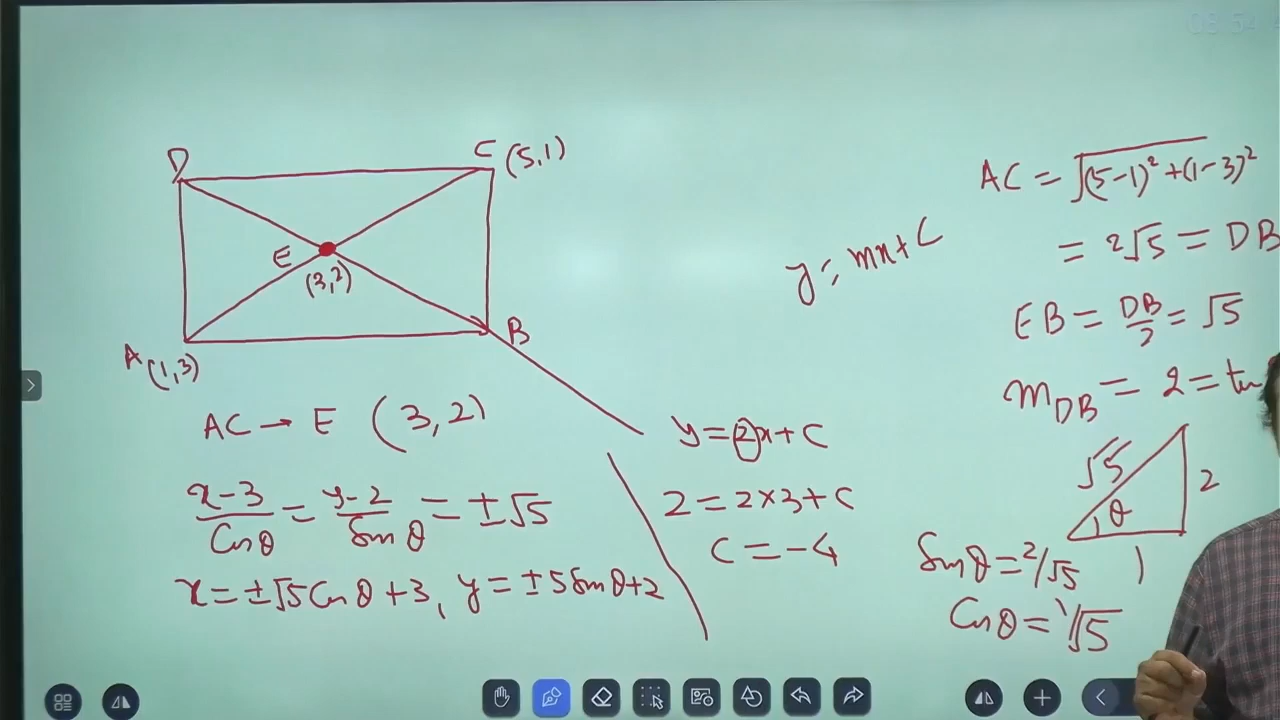 D
C (5,1)
E
(3,2)
B
A (1,3)
AC → E (3,2)
x-3/Cosθ = y-2/Sinθ = ±√5
x = ±√5 Cosθ + 3, y = ±5 Sinθ + 2
y = mx + C
y = 2x + C
2 = 2×3 + C
C = -4
AC = √(5-1)² + (1-3)²
= 2√5 = DB
EB = DB/2 = √5
m_DB = 2 = tan
√5
2
θ
1
Sinθ = 2/√5
Cosθ = 1/√5